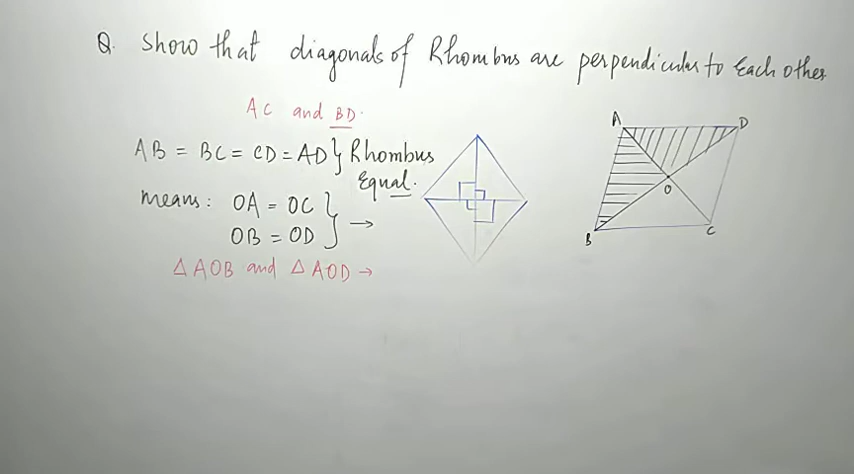 Q. Show that diagonals of Rhombus are perpendicular to Each other
AC and BD.
AB = BC = CD = AD } Rhombus
Equal.
means: OA = OC
OB = OD } →
Δ AOB and Δ AOD →
A
D
O
B
C